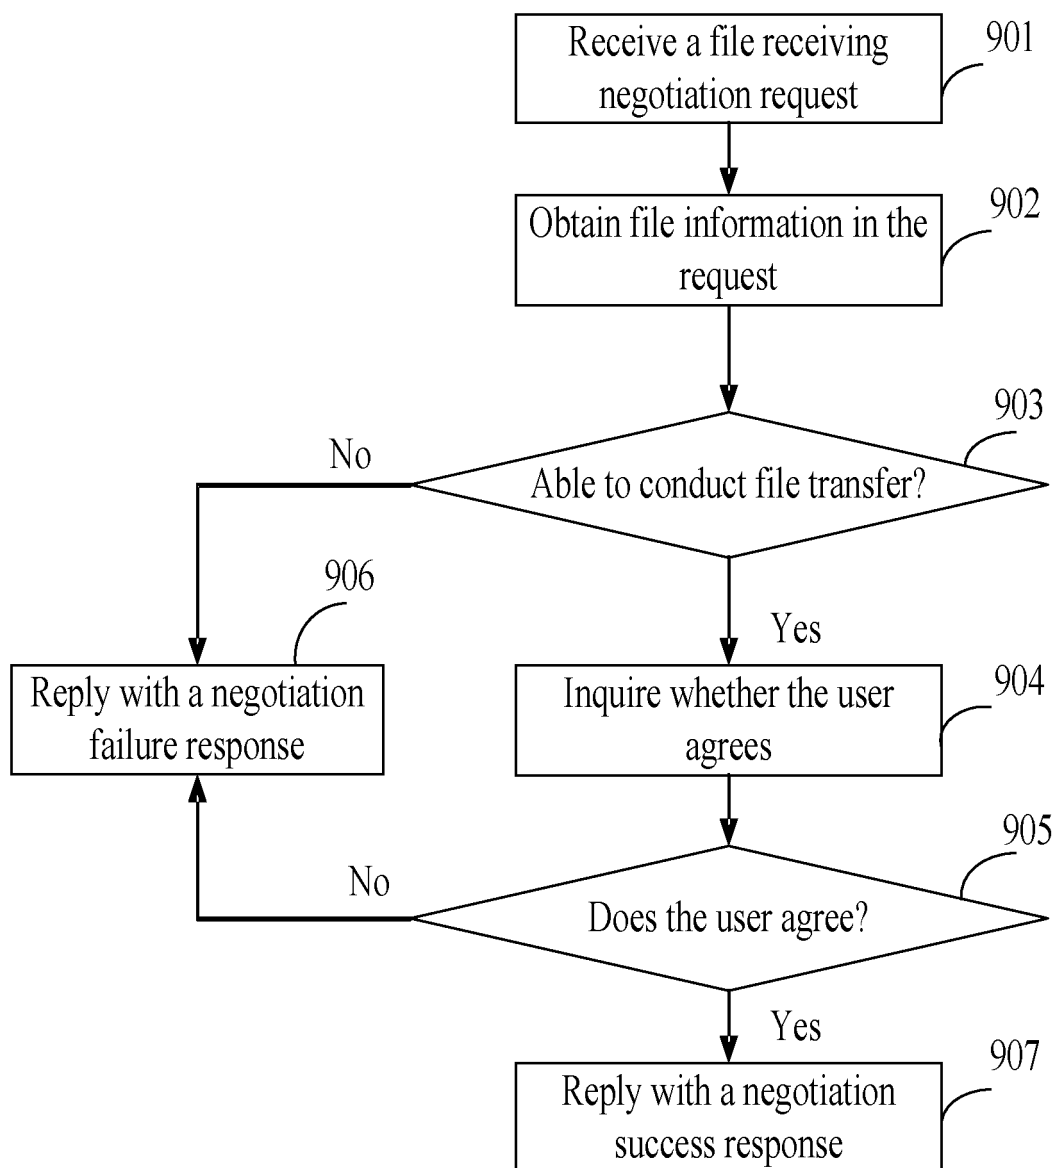 Receive a file receiving
negotiation request
901
Obtain file information in the
request
902
903
No
Able to conduct file transfer?
906
Yes
Reply with a negotiation
failure response
Inquire whether the user
agrees
904
905
No
Does the user agree?
Yes
907
Reply with a negotiation
success response